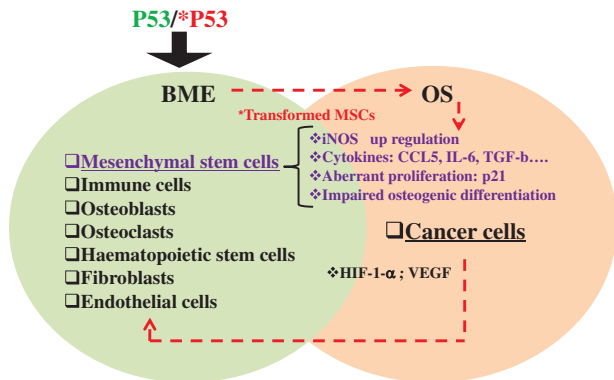 P53/*P53
BME
OS
*Transformed MSCs
❖iNOS up regulation
❖Cytokines: CCL5, IL-6, TGF-b....
❖Aberrant proliferation: p21
❖Impaired osteogenic differentiation
❑Mesenchymal stem cells
❑Immune cells
❑Osteoblasts
❑Osteoclasts
❑Haematopoietic stem cells
❑Fibroblasts
❑Endothelial cells
❑Cancer cells
❖HIF-1-α ; VEGF